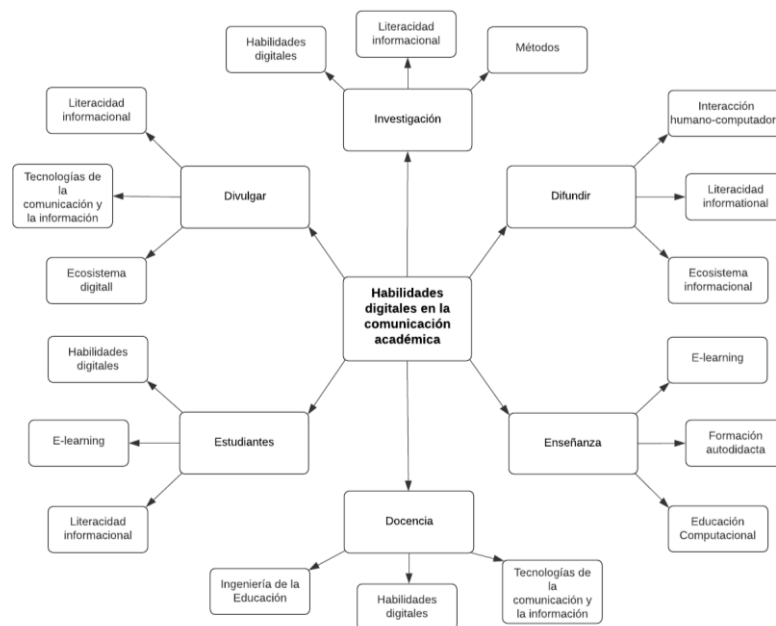 Literacidad
informacional
Habilidades
digitales
Métodos
Investigación
Literacidad
informacional
Tecnologías de
la
comunicación y
la información
Ecosistema
digitall
Divulgar
Interacción
humano-computador
Literacidad
informational
Ecosistema
informacional
Difundir
Habilidades
digitales en la
comunicación
académica
Habilidades
digitales
E-learning
Literacidad
informacional
Estudiantes
E-learning
Formación
autodidacta
Educación
Computacional
Enseñanza
Docencia
Ingeniería de la
Educación
Habilidades
digitales
Tecnologías de
la
comunicación y
la información